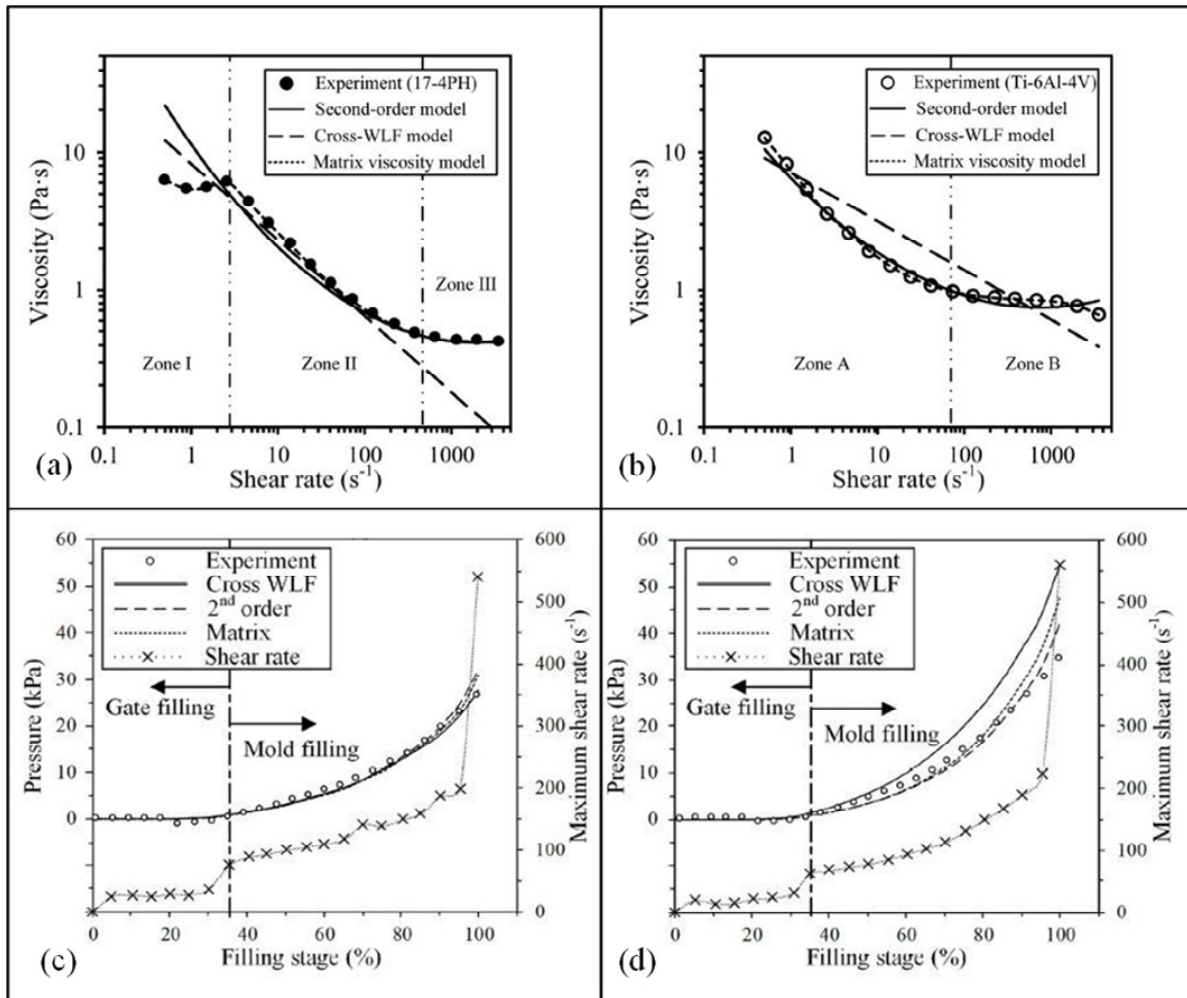 Experiment (17-4PH)
Second-order model
Cross-WLF model
Matrix viscosity model
10
1
0.1
Viscosity (Pa·s)
Zone I
Zone II
Zone III
0.1
1
10
100
1000
Shear rate (s⁻¹)
(a)
Experiment (Ti-6Al-4V)
Second-order model
Cross-WLF model
Matrix viscosity model
10
1
0.1
Viscosity (Pa·s)
Zone A
Zone B
0.1
1
10
100
1000
Shear rate (s⁻¹)
(b)
Experiment
Cross WLF
2nd order
Matrix
Shear rate
60
50
40
30
20
10
0
Pressure (kPa)
Gate filling
Mold filling
600
500
400
300
200
100
0
Maximum shear rate (s⁻¹)
0
20
40
60
80
100
Filling stage (%)
(c)
Experiment
Cross WLF
2nd order
Matrix
Shear rate
60
50
40
30
20
10
0
Pressure (kPa)
Gate filling
Mold filling
600
500
400
300
200
100
0
Maximum shear rate (s⁻¹)
0
20
40
60
80
100
Filling stage (%)
(d)